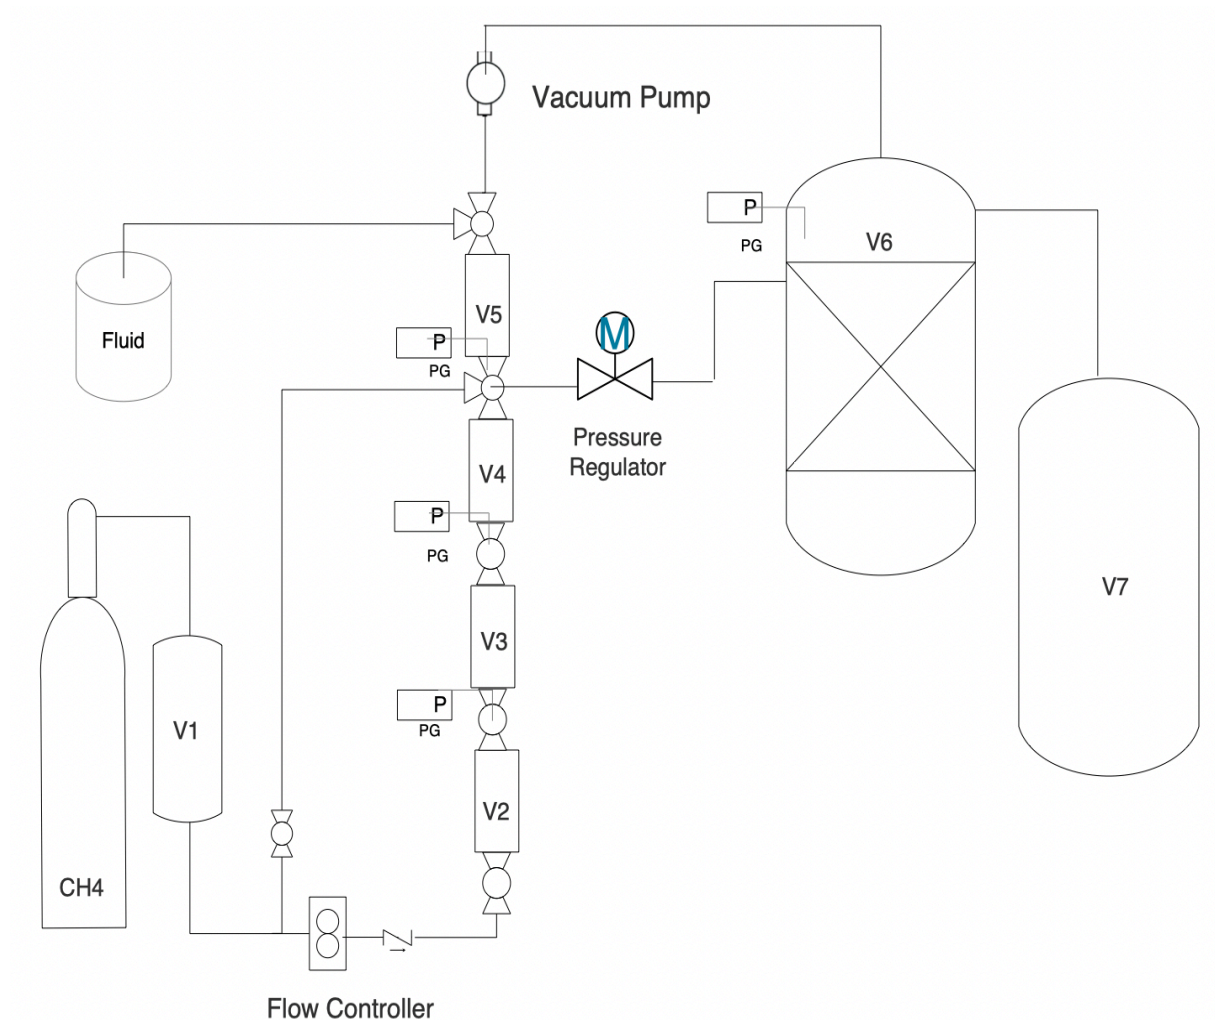 Vacuum Pump
P
PG
V6
V5
Fluid
P
PG
M
Pressure
Regulator
V4
P
PG
V3
V7
P
PG
V1
V2
CH4
Flow Controller